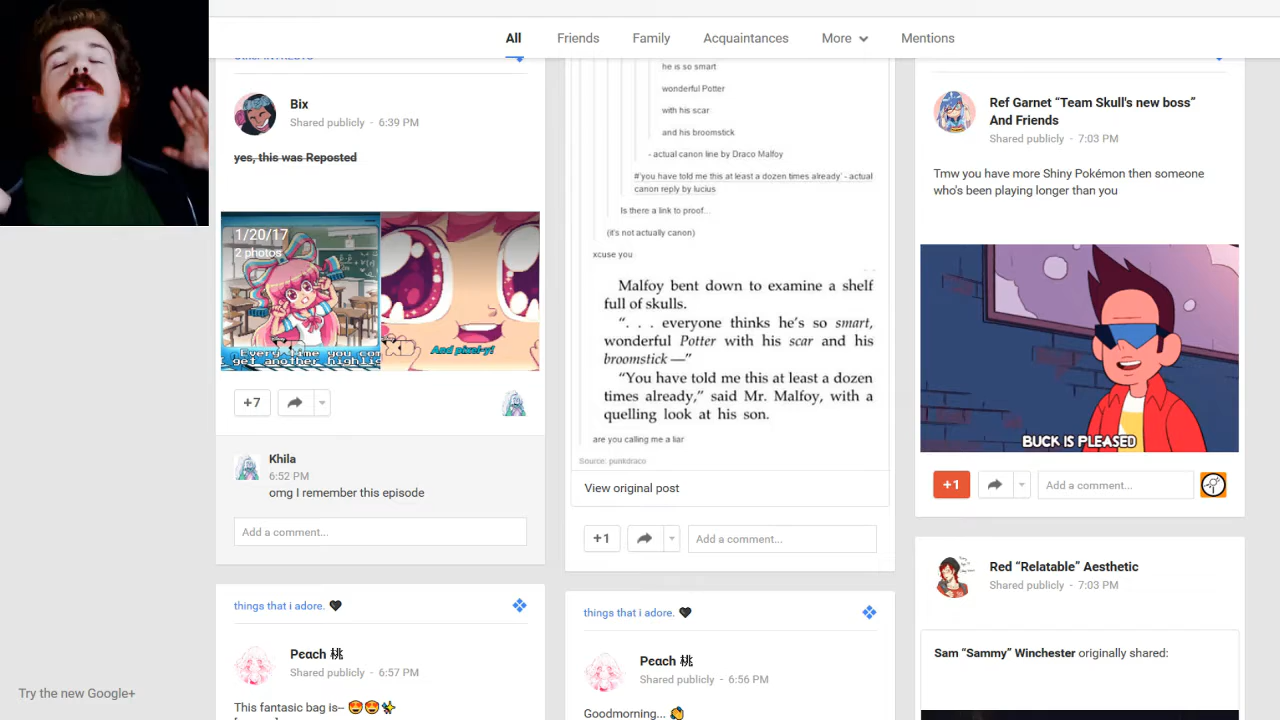 All
Friends
Family
Acquaintances
More
Mentions
Bix
Shared publicly - 6:39 PM
yes, this was Reposted
1/20/17
2 photos
Every time you com
get another highli
And pixel-y!
+7
Khila
6:52 PM
omg I remember this episode
Add a comment...
things that i adore. 🖤
Peach 桃
Shared publicly - 6:57 PM
This fantasic bag is-- 😍😍✨
he is so smart
wonderful Potter
with his scar
and his broomstick
- actual canon line by Draco Malfoy
#'you have told me this at least a dozen times already' - actual
canon reply by lucius
Is there a link to proof...
(it's not actually canon)
xcuse you
Malfoy bent down to examine a shelf
full of skulls.
“. . . everyone thinks he’s so smart,
wonderful Potter with his scar and his
broomstick —”
“You have told me this at least a dozen
times already,” said Mr. Malfoy, with a
quelling look at his son.
are you calling me a liar
Source: punkdraco
View original post
+1
Add a comment...
things that i adore. 🖤
Peach 桃
Shared publicly - 6:56 PM
Goodmorning... 👏
Ref Garnet “Team Skull's new boss”
And Friends
Shared publicly - 7:03 PM
Tmw you have more Shiny Pokémon then someone
who's been playing longer than you
BUCK IS PLEASED
+1
Add a comment...
Red “Relatable” Aesthetic
Shared publicly - 7:03 PM
Sam “Sammy” Winchester originally shared:
Try the new Google+